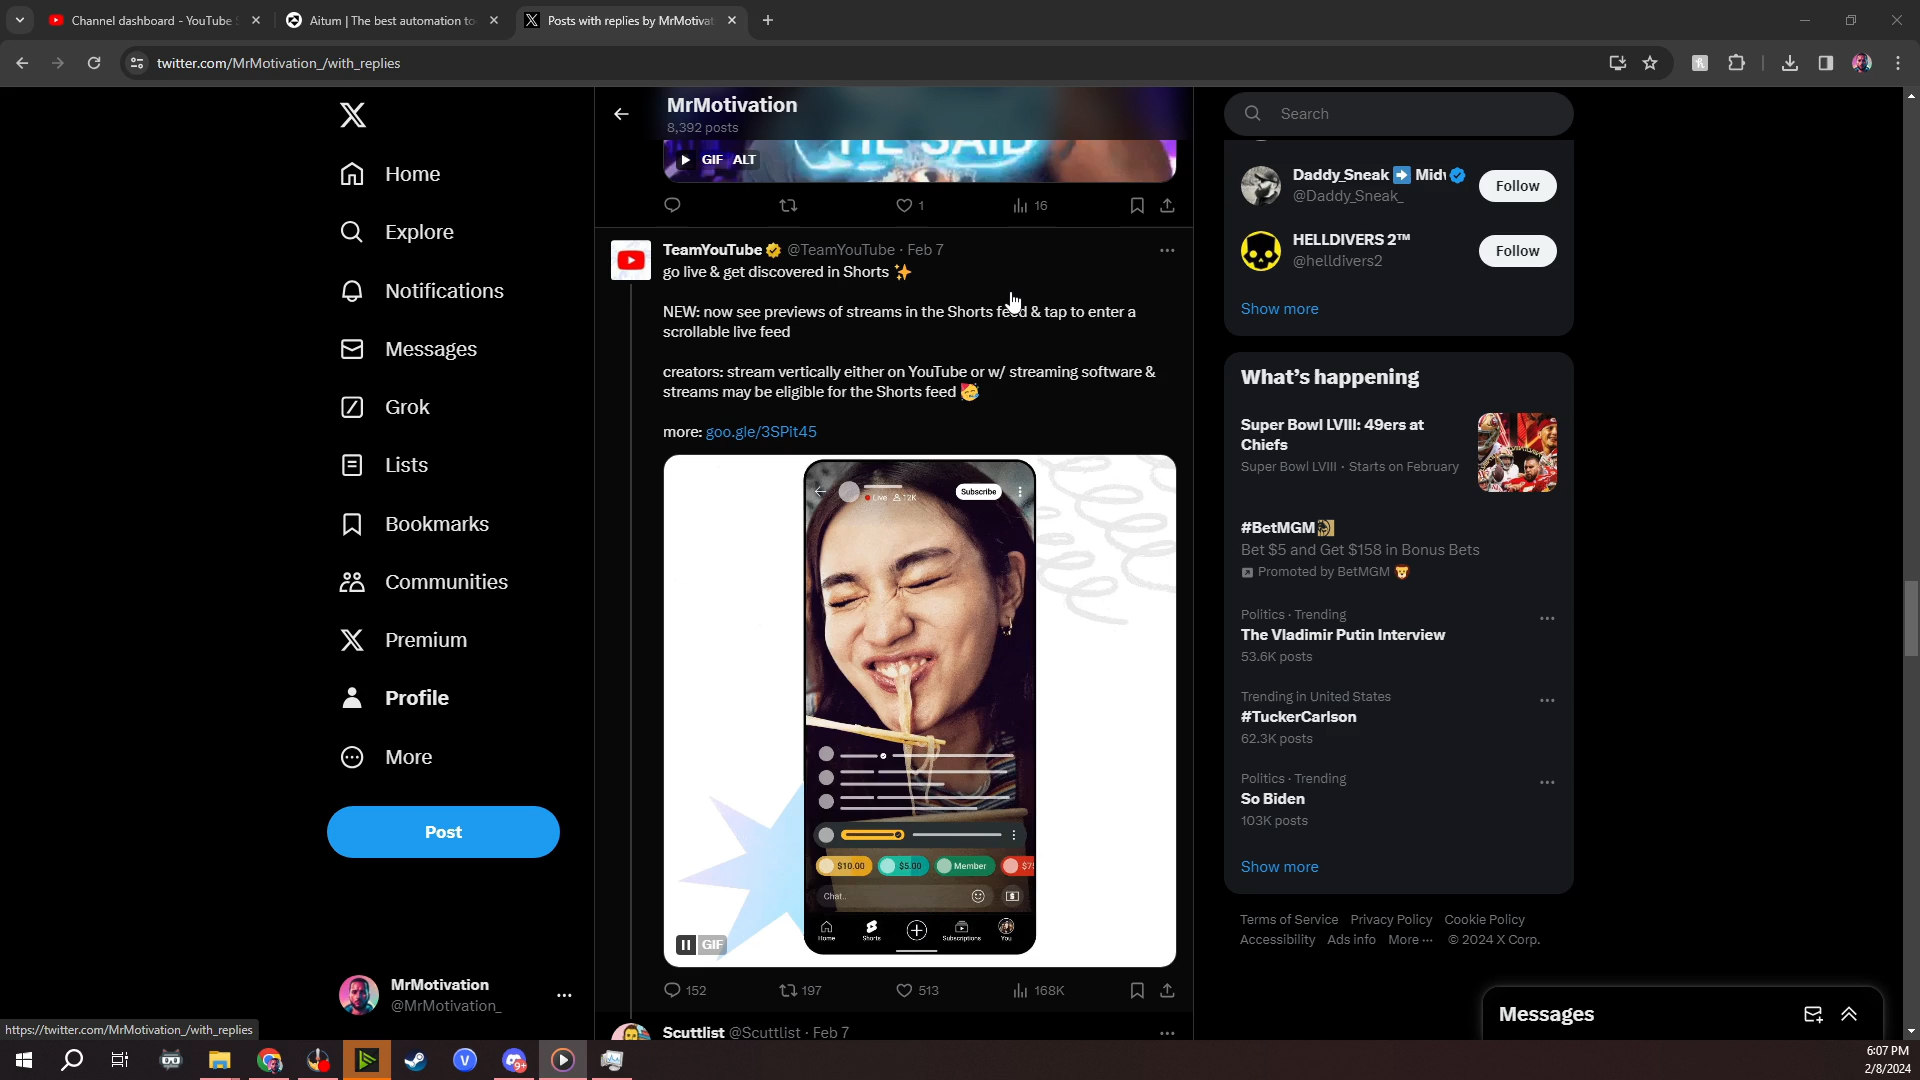 Channel dashboard - YouTube
Aitum | The best automation to
Posts with replies by MrMotivat
twitter.com/MrMotivation_/with_replies
MrMotivation
8,392 posts
GIF ALT
1
16
Home
Explore
Notifications
Messages
Grok
Lists
Bookmarks
Communities
Premium
Profile
More
Post
MrMotivation
@MrMotivation_
https://twitter.com/MrMotivation_/with_replies
TeamYouTube @TeamYouTube · Feb 7
go live & get discovered in Shorts ✨
NEW: now see previews of streams in the Shorts feed & tap to enter a
scrollable live feed
creators: stream vertically either on YouTube or w/ streaming software &
streams may be eligible for the Shorts feed 🥳
more: goo.gle/3SPit45
Live 12K
Subscribe
$10.00
$5.00
Member
Chat..
Home
Shorts
Subscriptions
You
GIF
152
197
513
168K
Scuttlist @Scuttlist · Feb 7
Search
Daddy_Sneak ➡️
@Daddy_Sneak_
Follow
HELLDIVERS 2™
@helldivers2
Follow
Show more
What's happening
Super Bowl LVIII: 49ers at
Chiefs
Super Bowl LVIII · Starts on February
#BetMGM
Bet $5 and Get $158 in Bonus Bets
Promoted by BetMGM 🦁
Politics · Trending
The Vladimir Putin Interview
53.6K posts
Trending in United States
#TuckerCarlson
62.3K posts
Politics · Trending
So Biden
103K posts
Show more
Terms of Service Privacy Policy Cookie Policy
Accessibility Ads info More ··· © 2024 X Corp.
Messages
6:07 PM
2/8/2024